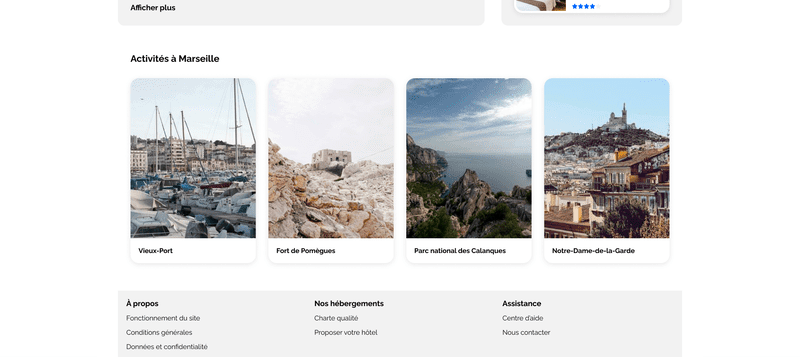 Afficher plus
Activités à Marseille
Vieux-Port
Fort de Pomègues
Parc national des Calanques
Notre-Dame-de-la-Garde
À propos
Fonctionnement du site
Conditions générales
Données et confidentialité
Nos hébergements
Charte qualité
Proposer votre hôtel
Assistance
Centre d'aide
Nous contacter